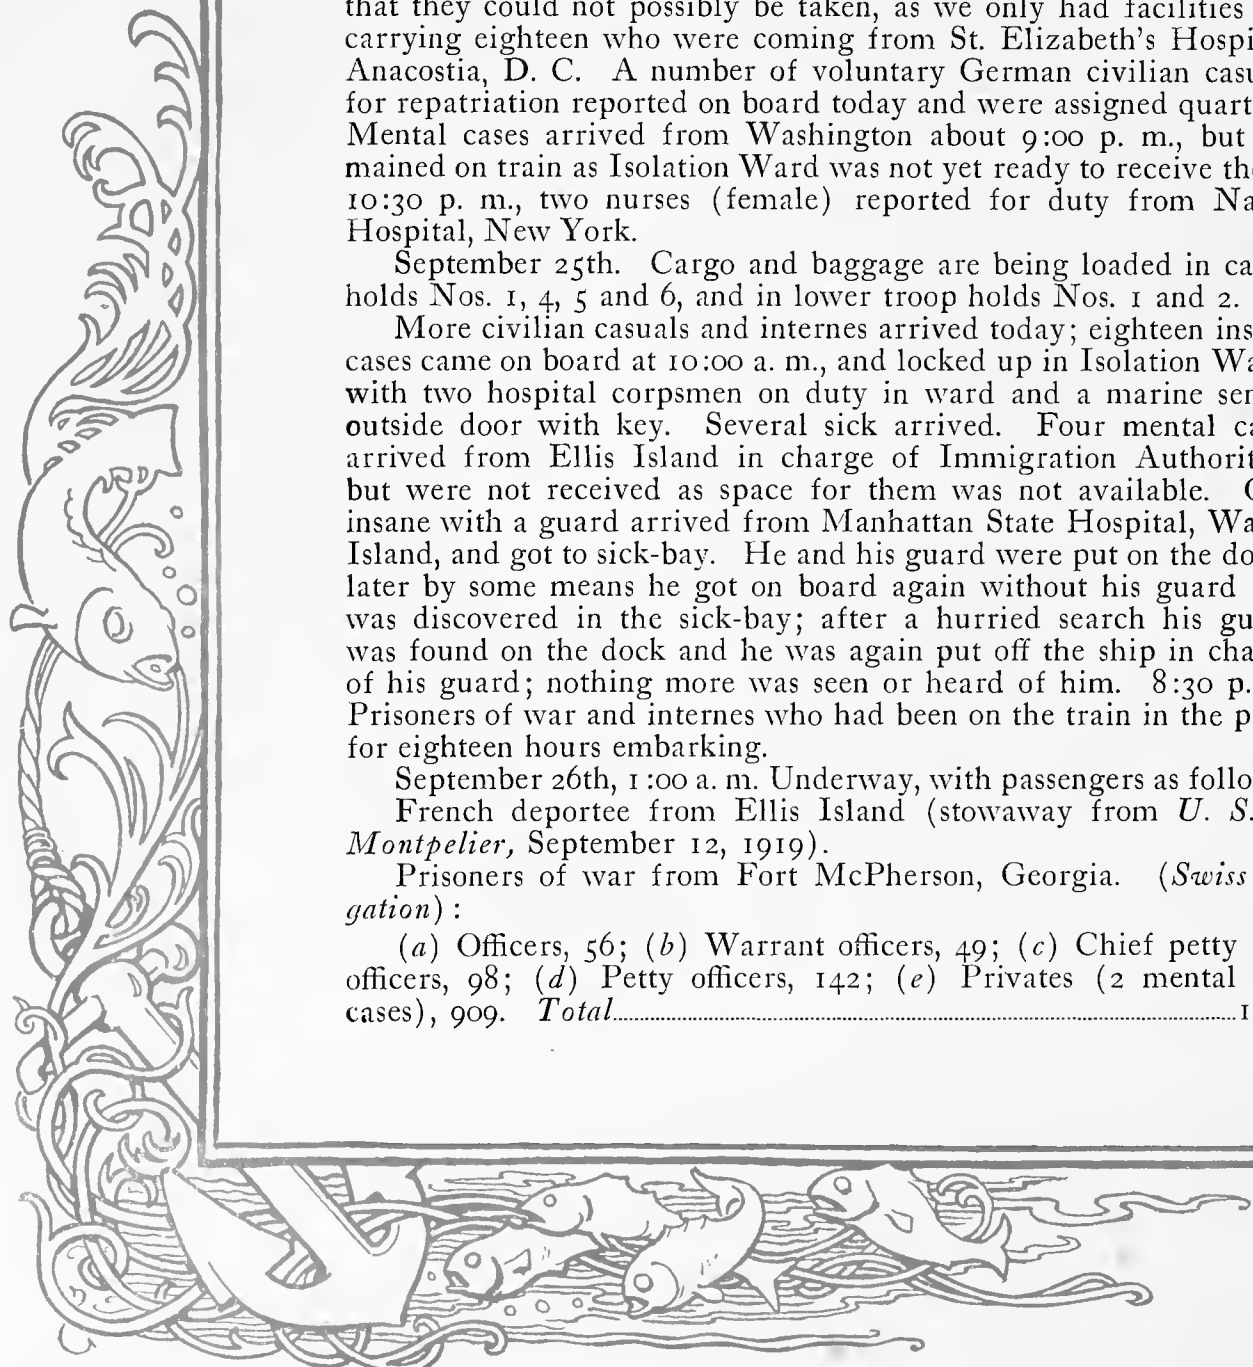 that they could not possibly be taken, as we only had facilities
carrying eighteen who were coming from St. Elizabeth's Hospi
Anacostia, D. C. A number of voluntary German civilian casu
for repatriation reported on board today and were assigned quart
Mental cases arrived from Washington about 9:00 p. m., but
mained on train as Isolation Ward was not yet ready to receive the
10:30 p. m., two nurses (female) reported for duty from Na
Hospital, New York.
September 25th. Cargo and baggage are being loaded in ca
holds Nos. 1, 4, 5 and 6, and in lower troop holds Nos. 1 and 2.
More civilian casuals and internes arrived today; eighteen ins
cases came on board at 10:00 a. m., and locked up in Isolation Wa
with two hospital corpsmen on duty in ward and a marine sen
outside door with key. Several sick arrived. Four mental ca
arrived from Ellis Island in charge of Immigration Authorit
but were not received as space for them was not available.
insane with a guard arrived from Manhattan State Hospital, Wa
Island, and got to sick-bay. He and his guard were put on the do
later by some means he got on board again without his guard
was discovered in the sick-bay; after a hurried search his gu
was found on the dock and he was again put off the ship in cha
of his guard; nothing more was seen or heard of him. 8:30 p.
Prisoners of war and internes who had been on the train in the p
for eighteen hours embarking.
September 26th, 1:00 a. m. Underway, with passengers as follo
French deportee from Ellis Island (stowaway from U. S.
Montpelier, September 12, 1919).
Prisoners of war from Fort McPherson, Georgia. (Swiss
gation):
(a) Officers, 56; (b) Warrant officers, 49; (c) Chief petty
officers, 98; (d) Petty officers, 142; (e) Privates (2 mental
cases), 909. Total.....1